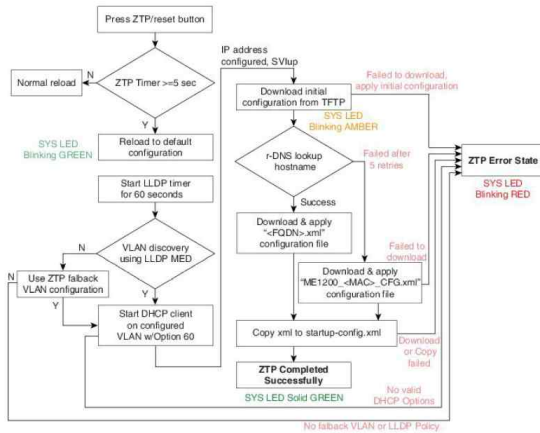 Press ZTP/reset button
ZTP Timer >=5 sec
N
Normal reload
Y
SYS LED
Blinking GREEN
Reload to default
configuration
Start LLDP timer
for 60 seconds
VLAN discovery
using LLDP MED
N
N
Use ZTP falback
VLAN configuration
Y
Y
Start DHCP client
on configured
VLAN w/Option 60
IP address
configured, SVIup
Download initial
configuration from TFTP
SYS LED
Blinking AMBER
Failed to download,
apply initial configuration
r-DNS lookup
hostname
Failed after
5 retries
Success
Download & apply
"<FQDN>.xml"
configuration file
Failed to
download
Download & apply
"ME1200_<MAC>_CFG.xml"
configuration file
Copy xml to startup-config.xml
Download
or Copy
failed
ZTP Completed
Successfully
SYS LED Solid GREEN
ZTP Error State
SYS LED
Blinking RED
No valid
DHCP Options
No falback VLAN or LLDP Policy